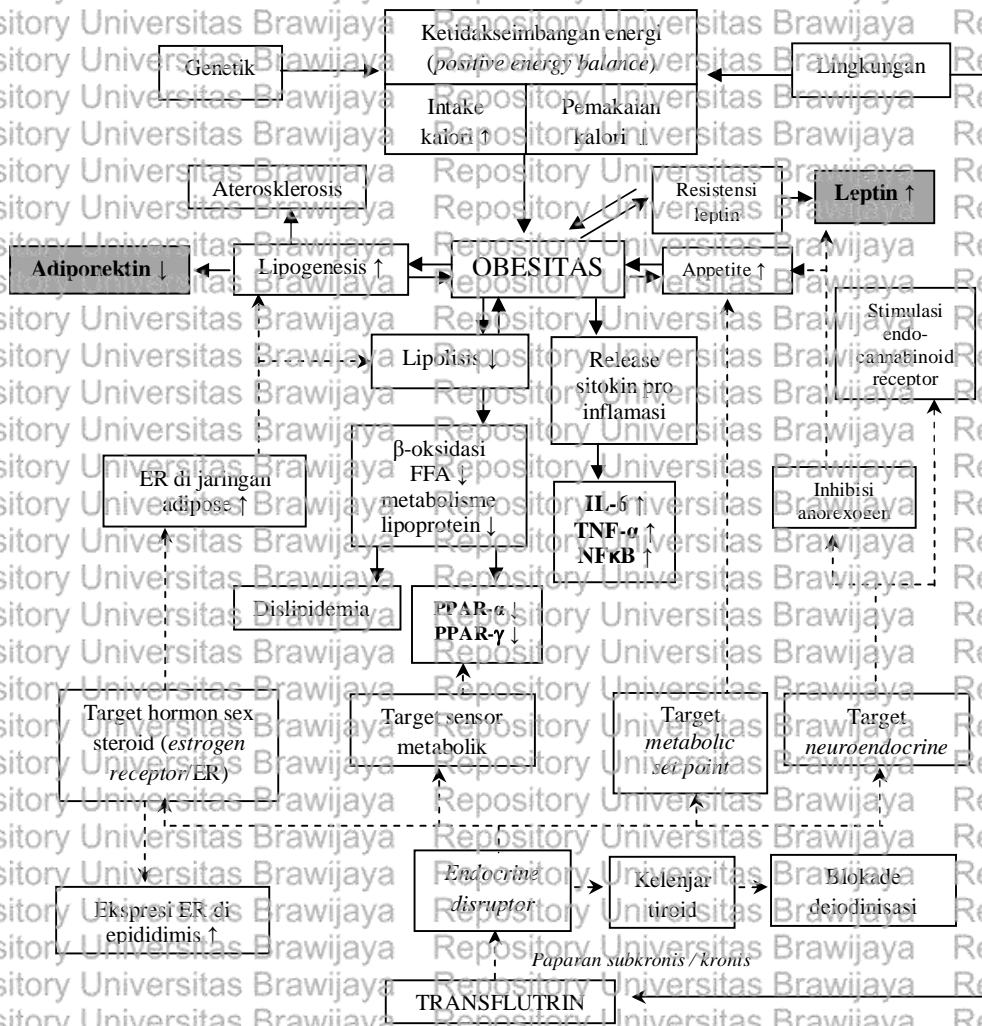 Ketidakseimbangan energi
(positive energy balance)
Genetik
Lingkungan
Intake
kalori ↑
Pemakaian
kalori ↓
Aterosklerosis
Resistensi
leptin
Leptin ↑
Adiponektin ↓
Lipogenesis ↑
OBESITAS
Appetite ↑
Stimulasi
endo-
cannabinoid
receptor
Lipolisis ↓
Release
sitokin pro
inflamasi
β-oksidasi
FFA ↓
metabolisme
lipoprotein ↓
ER di jaringan
adipose ↑
IL-6 ↑
TNF-α ↑
NFκB ↑
Inhibisi
anorexogen
Dislipidemia
PPAR-α ↓
PPAR-γ ↓
Target hormon sex
steroid (estrogen
receptor/ER)
Target sensor
metabolik
Target
metabolic
set point
Target
neuroendocrine
Ekspresi ER di
epididimis ↑
Endocrine
disruptor
Kelenjar
tiroid
Blokade
deiodinisasi
Paparan subkronis / kronis
TRANSFLUTRIN
Repository Universitas Brawijaya